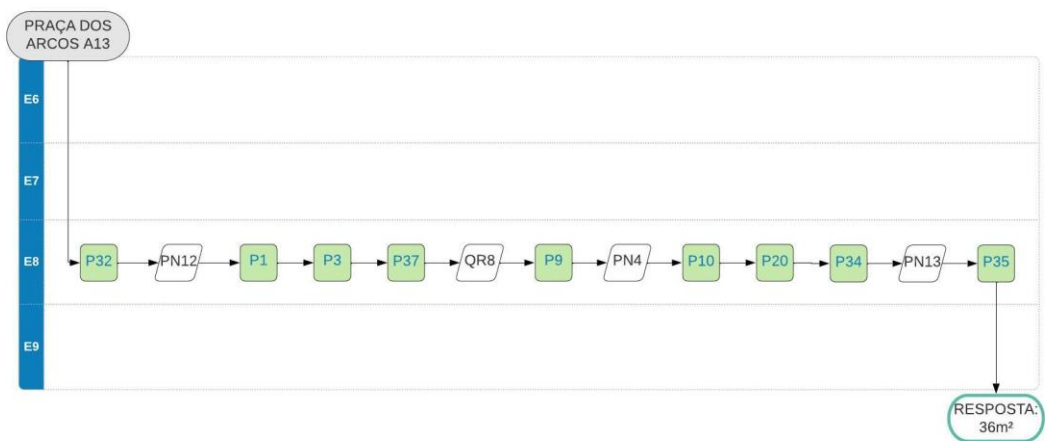 PRAÇA DOS
ARCOS A13
E6
E7
E8
P32
PN12
P1
P3
P37
QR8
P9
PN4
P10
P20
P34
PN13
P35
E9
RESPOSTA:
36m²